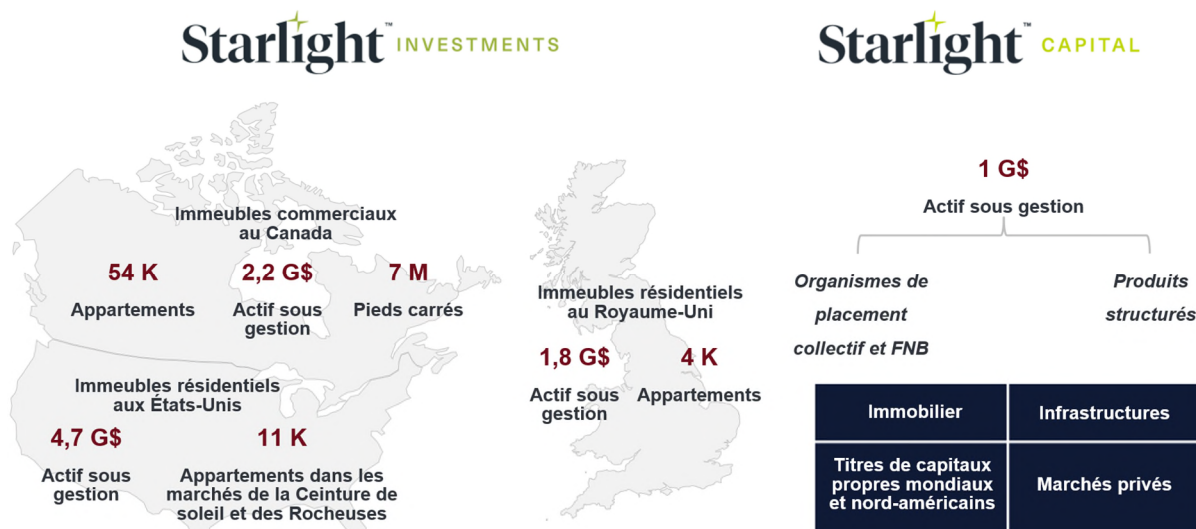 Starlight™ INVESTMENTS
Immeubles commerciaux
au Canada
54 K
Appartements
2,2 G$
Actif sous
gestion
7 M
Pieds carrés
Immeubles résidentiels
aux États-Unis
4,7 G$
Actif sous
gestion
11 K
Appartements dans les
marchés de la Ceinture de
soleil et des Rocheuses
Immeubles résidentiels
au Royaume-Uni
1,8 G$
Actif sous
gestion
4 K
Appartements
Starlight™ CAPITAL
1 G$
Actif sous gestion
Organismes de
placement
collectif et FNB
Produits
structurés
Immobilier
Infrastructures
Titres de capitaux
propres mondiaux
et nord-américains
Marchés privés